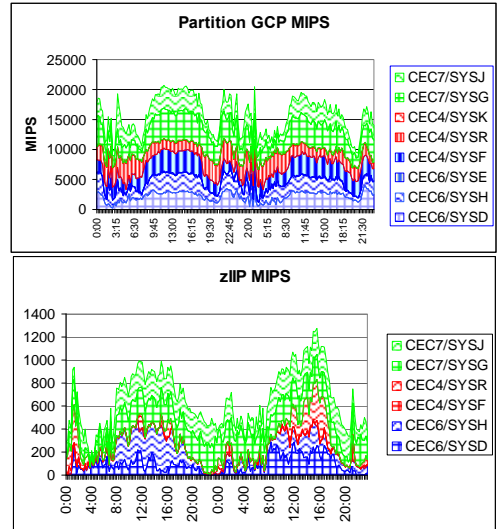 Partition GCP MIPS
25000
20000
15000
10000
5000
0
MIPS
0:00
3:15
6:30
9:45
13:00
16:15
19:30
22:45
2:00
5:15
8:30
11:45
15:00
18:15
21:30
CEC7/SYSJ
CEC7/SYSG
CEC4/SYSK
CEC4/SYSR
CEC4/SYSF
CEC6/SYSE
CEC6/SYSH
CEC6/SYSD
zIIP MIPS
1400
1200
1000
800
600
400
200
0
0:00
4:00
8:00
12:00
16:00
20:00
0:00
4:00
8:00
12:00
16:00
20:00
CEC7/SYSJ
CEC7/SYSG
CEC4/SYSR
CEC4/SYSF
CEC6/SYSH
CEC6/SYSD